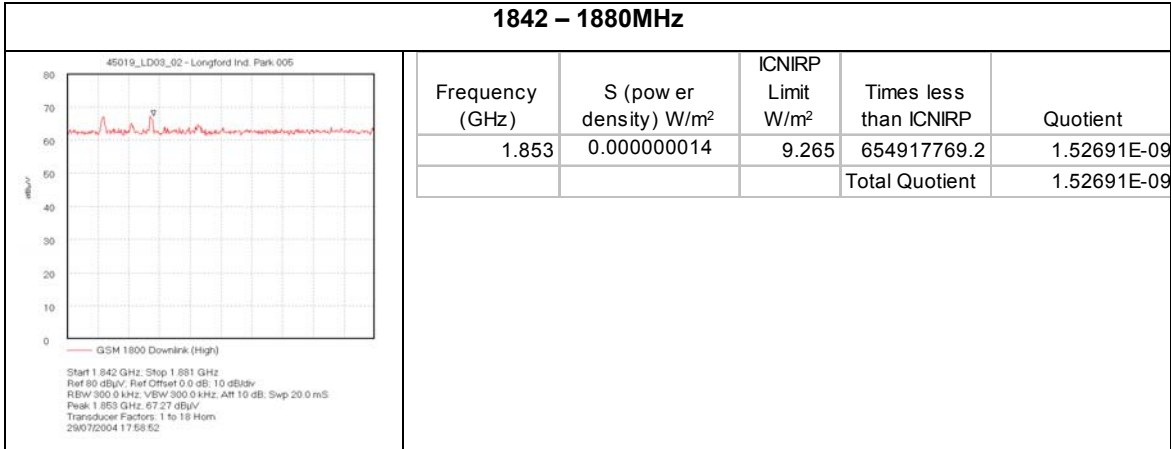 1842 – 1880MHz
45019_LD03_02 - Longford Ind. Park 005
80
70
60
50
40
30
20
10
0
dBµV
GSM 1800 Downlink (High)
Start 1.842 GHz; Stop 1.881 GHz
Ref 80 dBµV; Ref Offset 0.0 dB; 10 dB/div
RBW 300.0 kHz; VBW 300.0 kHz; Att 10 dB; Swp 20.0 mS
Peak 1.853 GHz, 67.27 dBµV
Transducer Factors: 1 to 18 Horn
29/07/2004 17:58:52
Frequency (GHz) S (pow er density) W/m² ICNIRP Limit W/m² Times less than ICNIRP Quotient
1.853 0.000000014 9.265 654917769.2 1.52691E-09
Total Quotient 1.52691E-09